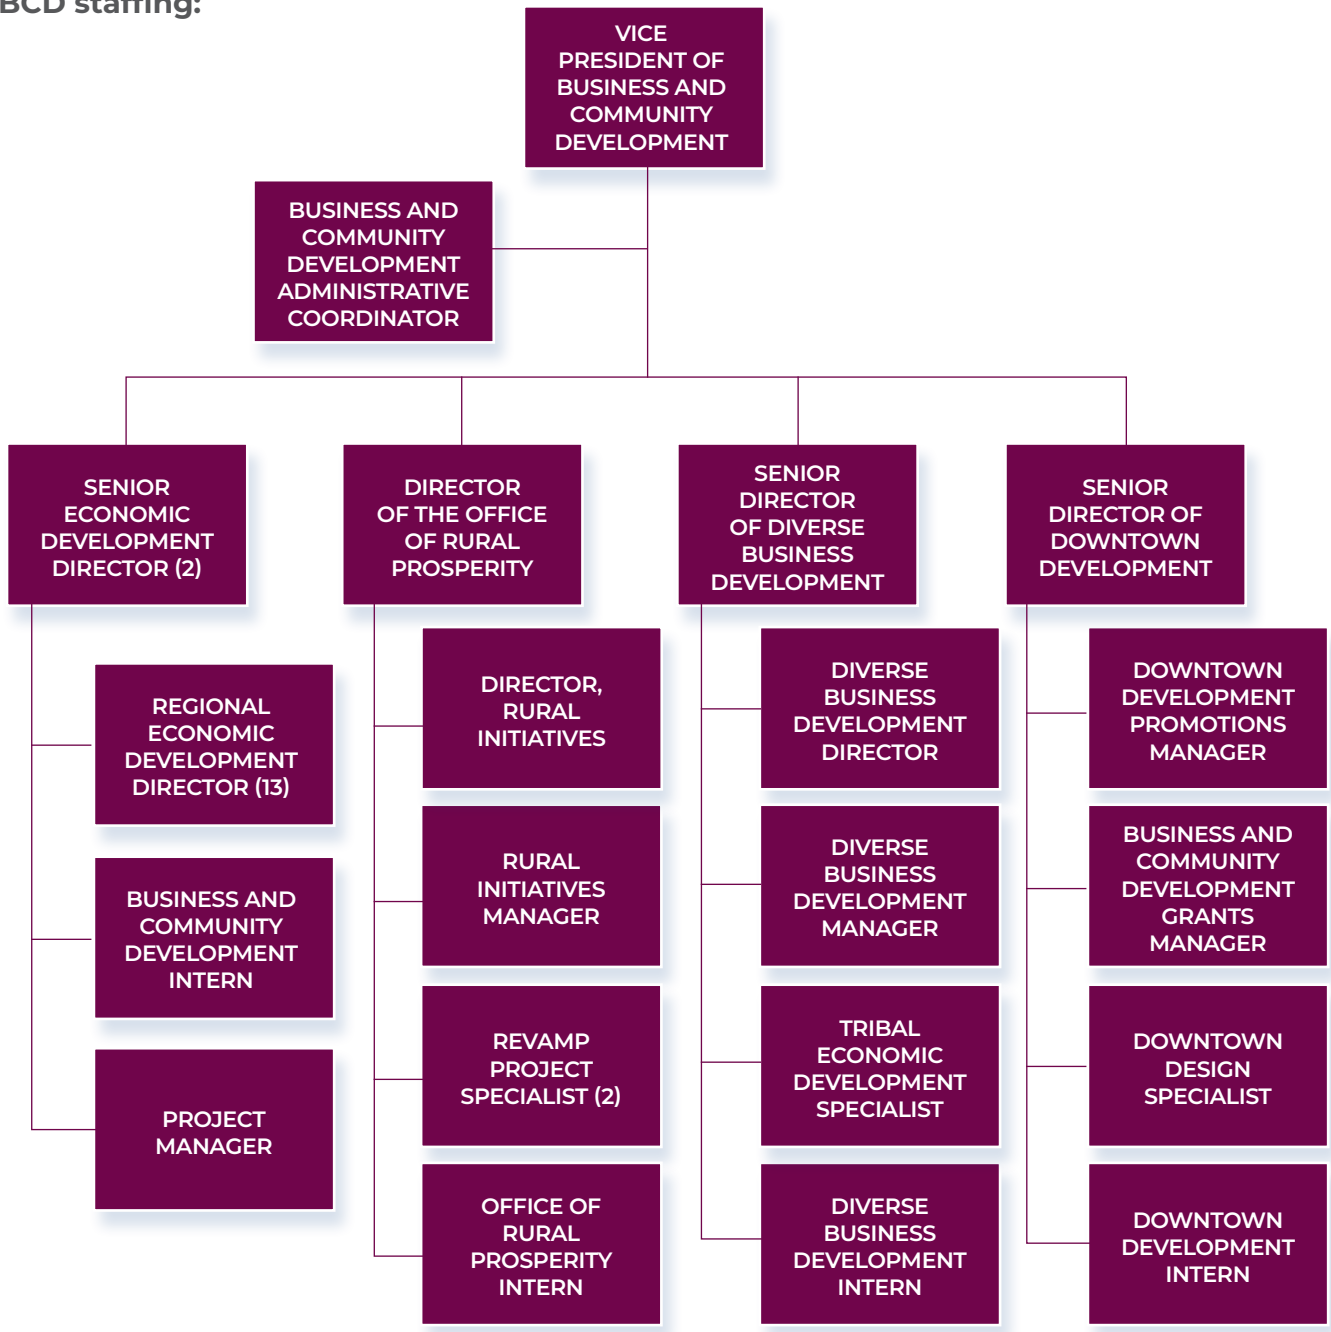 BCD staffing:
VICE
PRESIDENT OF
BUSINESS AND
COMMUNITY
DEVELOPMENT
BUSINESS AND
COMMUNITY
DEVELOPMENT
ADMINISTRATIVE
COORDINATOR
SENIOR
ECONOMIC
DEVELOPMENT
DIRECTOR (2)
REGIONAL
ECONOMIC
DEVELOPMENT
DIRECTOR (13)
BUSINESS AND
COMMUNITY
DEVELOPMENT
INTERN
PROJECT
MANAGER
DIRECTOR
OF THE OFFICE
OF RURAL
PROSPERITY
DIRECTOR,
RURAL
INITIATIVES
RURAL
INITIATIVES
MANAGER
REVAMP
PROJECT
SPECIALIST (2)
OFFICE OF
RURAL
PROSPERITY
INTERN
SENIOR
DIRECTOR
OF DIVERSE
BUSINESS
DEVELOPMENT
DIVERSE
BUSINESS
DEVELOPMENT
DIRECTOR
DIVERSE
BUSINESS
DEVELOPMENT
MANAGER
TRIBAL
ECONOMIC
DEVELOPMENT
SPECIALIST
DIVERSE
BUSINESS
DEVELOPMENT
INTERN
SENIOR
DIRECTOR OF
DOWNTOWN
DEVELOPMENT
DOWNTOWN
DEVELOPMENT
PROMOTIONS
MANAGER
BUSINESS AND
COMMUNITY
DEVELOPMENT
GRANTS
MANAGER
DOWNTOWN
DESIGN
SPECIALIST
DOWNTOWN
DEVELOPMENT
INTERN